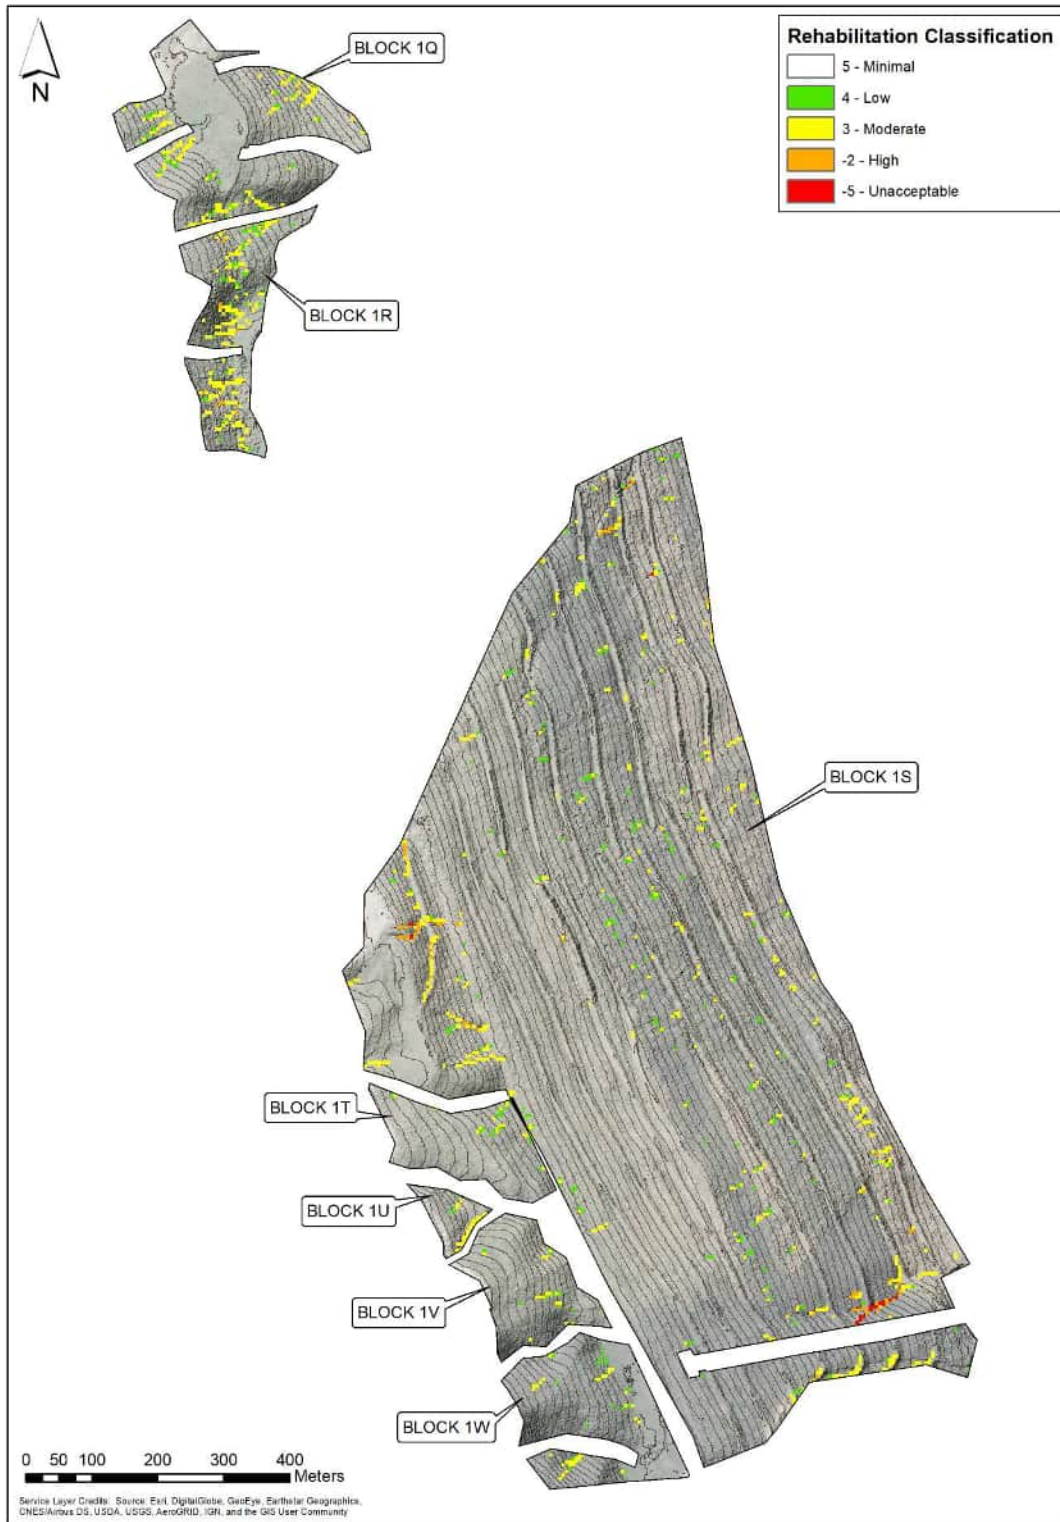 BLOCK 1Q
Rehabilitation Classification
5 - Minimal
4 - Low
3 - Moderate
-2 - High
-5 - Unacceptable
N
BLOCK 1R
BLOCK 1S
BLOCK 1T
BLOCK 1U
BLOCK 1V
BLOCK 1W
0 50 100 200 300 400
Meters
Service Layer Credits: Source: Esri, DigitalGlobe, GeoEye, Earthstar Geographics,
CNES/Airbus DS, USDA, USGS, AeroGRID, IGN, and the GIS User Community